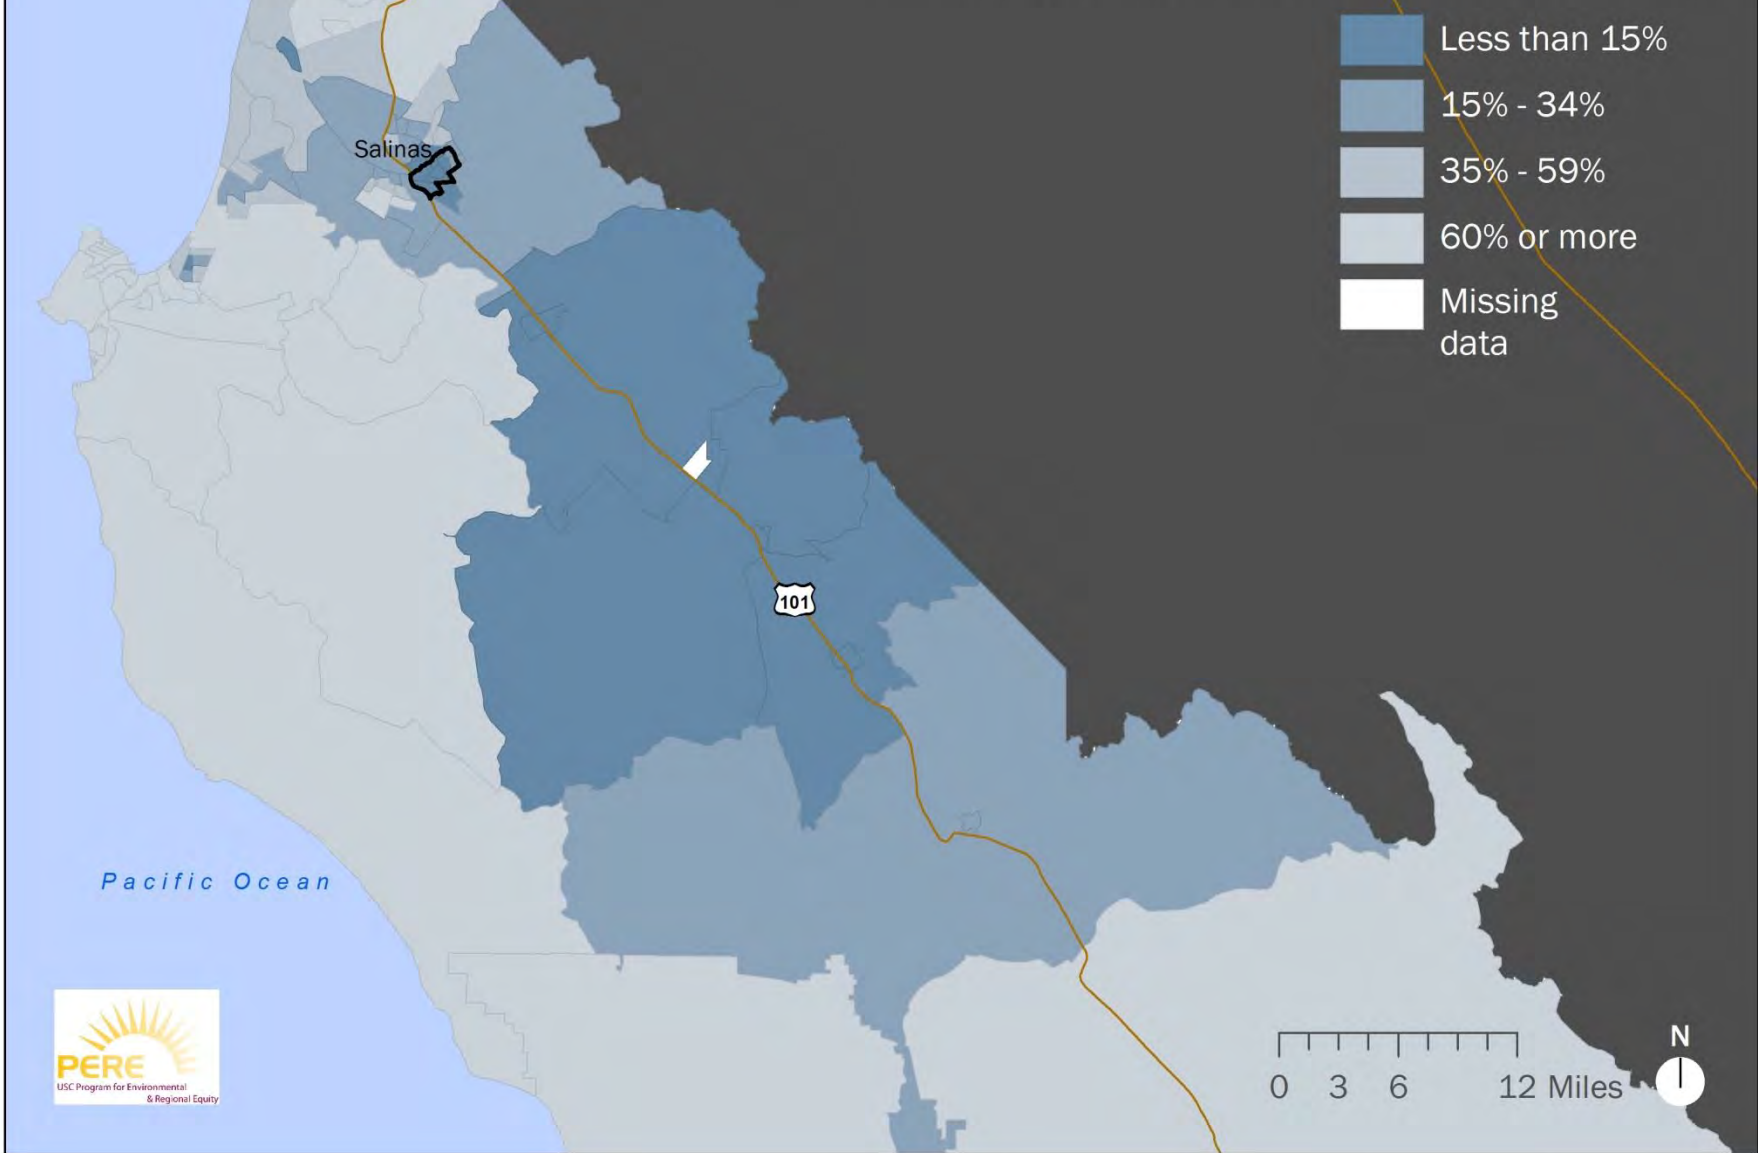 Less than 15%
15% - 34%
35% - 59%
60% or more
Missing
data
Salinas
101
Pacific Ocean
PERE
USC Program for Environmental
& Regional Equity
N
0 3 6 12 Miles